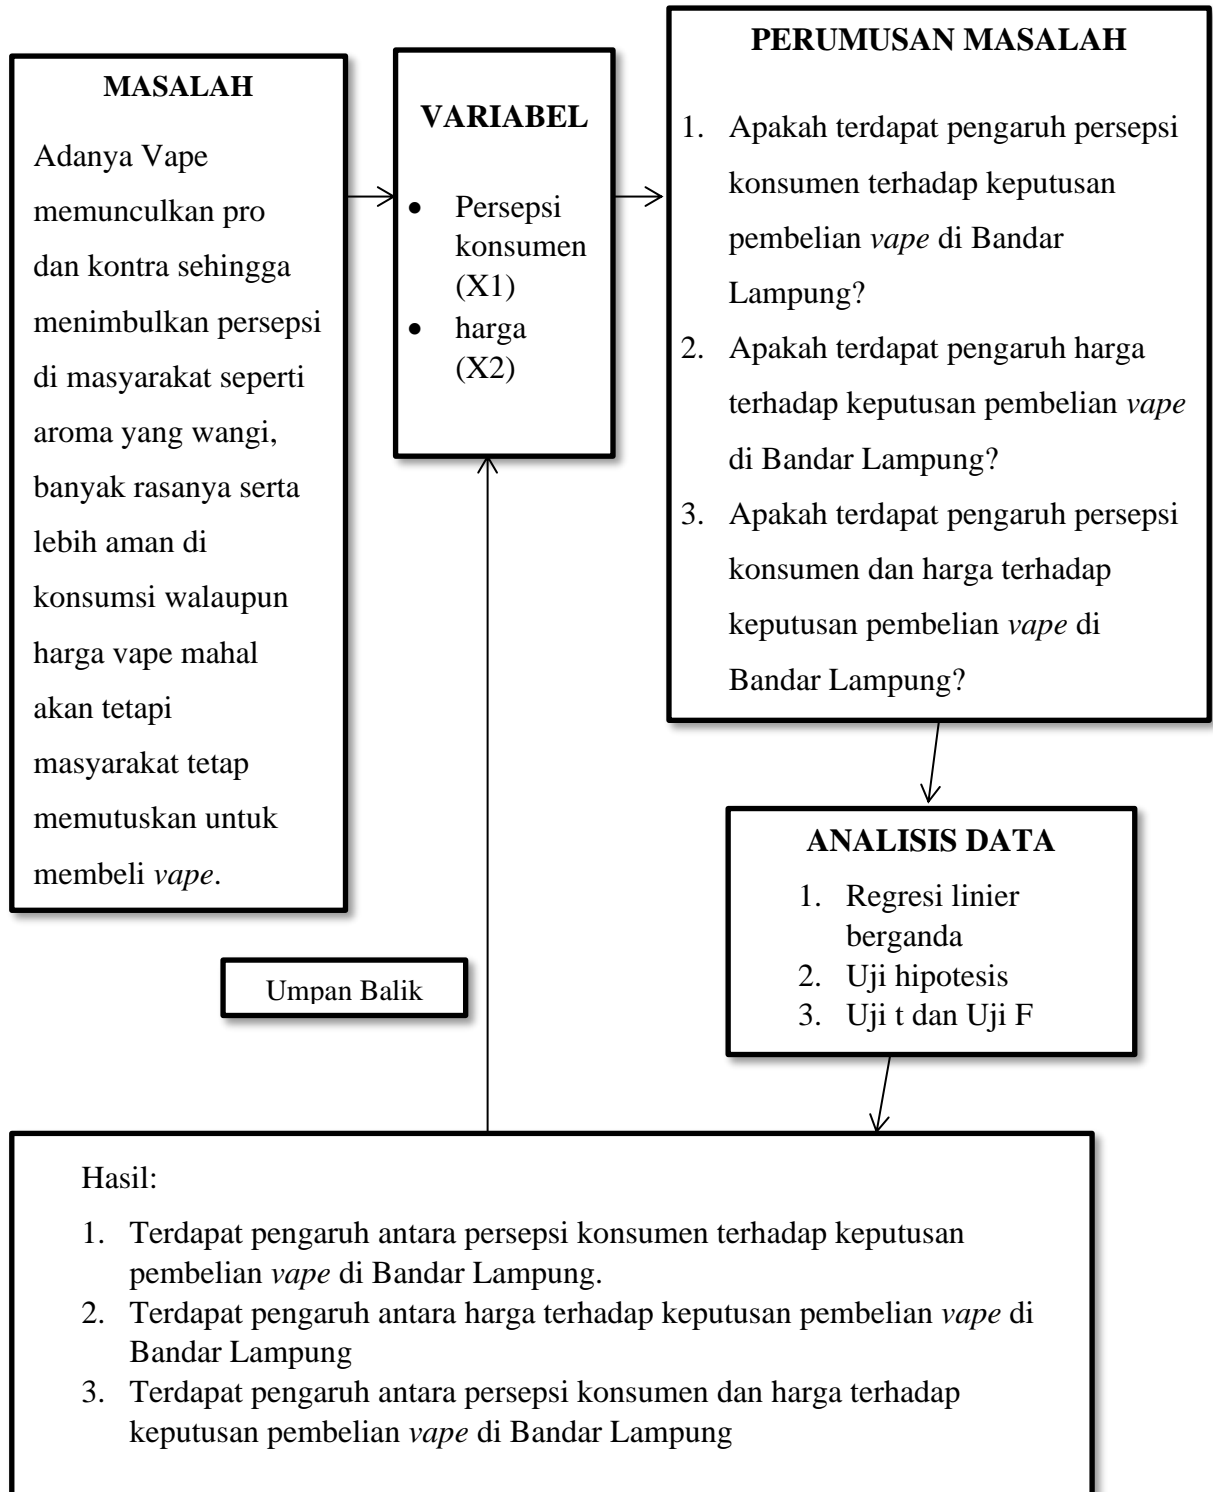 MASALAH
Adanya Vape
memunculkan pro
dan kontra sehingga
menimbulkan persepsi
di masyarakat seperti
aroma yang wangi,
banyak rasanya serta
lebih aman di
konsumsi walaupun
harga vape mahal
akan tetapi
masyarakat tetap
memutuskan untuk
membeli vape.
VARIABEL
• Persepsi
konsumen
(X1)
• harga
(X2)
PERUMUSAN MASALAH
1. Apakah terdapat pengaruh persepsi
konsumen terhadap keputusan
pembelian vape di Bandar
Lampung?
2. Apakah terdapat pengaruh harga
terhadap keputusan pembelian vape
di Bandar Lampung?
3. Apakah terdapat pengaruh persepsi
konsumen dan harga terhadap
keputusan pembelian vape di
Bandar Lampung?
ANALISIS DATA
1. Regresi linier
berganda
2. Uji hipotesis
3. Uji t dan Uji F
Umpan Balik
Hasil:
1. Terdapat pengaruh antara persepsi konsumen terhadap keputusan
pembelian vape di Bandar Lampung.
2. Terdapat pengaruh antara harga terhadap keputusan pembelian vape di
Bandar Lampung
3. Terdapat pengaruh antara persepsi konsumen dan harga terhadap
keputusan pembelian vape di Bandar Lampung